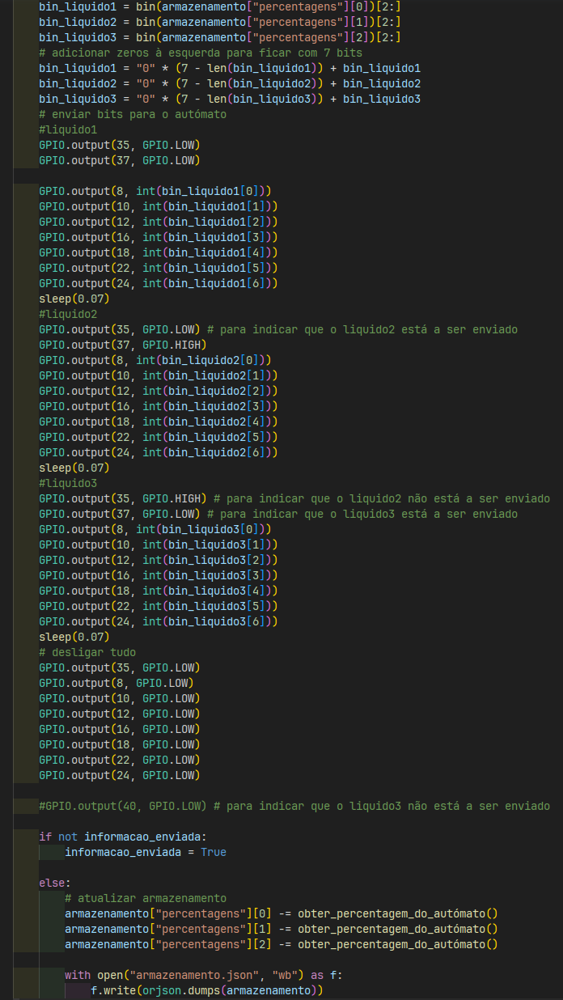 bin_liquido1 = bin(armazenamento["percentagens"][0])[2:]
bin_liquido2 = bin(armazenamento["percentagens"][1])[2:]
bin_liquido3 = bin(armazenamento["percentagens"][2])[2:]
# adicionar zeros à esquerda para ficar com 7 bits
bin_liquido1 = "0" * (7 - len(bin_liquido1)) + bin_liquido1
bin_liquido2 = "0" * (7 - len(bin_liquido2)) + bin_liquido2
bin_liquido3 = "0" * (7 - len(bin_liquido3)) + bin_liquido3
# enviar bits para o autómato
#liquido1
GPIO.output(35, GPIO.LOW)
GPIO.output(37, GPIO.LOW)

GPIO.output(8, int(bin_liquido1[0]))
GPIO.output(10, int(bin_liquido1[1]))
GPIO.output(12, int(bin_liquido1[2]))
GPIO.output(16, int(bin_liquido1[3]))
GPIO.output(18, int(bin_liquido1[4]))
GPIO.output(22, int(bin_liquido1[5]))
GPIO.output(24, int(bin_liquido1[6]))
sleep(0.07)
#liquido2
GPIO.output(35, GPIO.LOW) # para indicar que o liquido2 está a ser enviado
GPIO.output(37, GPIO.HIGH)
GPIO.output(8, int(bin_liquido2[0]))
GPIO.output(10, int(bin_liquido2[1]))
GPIO.output(12, int(bin_liquido2[2]))
GPIO.output(16, int(bin_liquido2[3]))
GPIO.output(18, int(bin_liquido2[4]))
GPIO.output(22, int(bin_liquido2[5]))
GPIO.output(24, int(bin_liquido2[6]))
sleep(0.07)
#liquido3
GPIO.output(35, GPIO.HIGH) # para indicar que o liquido2 não está a ser enviado
GPIO.output(37, GPIO.LOW) # para indicar que o liquido3 está a ser enviado
GPIO.output(8, int(bin_liquido3[0]))
GPIO.output(10, int(bin_liquido3[1]))
GPIO.output(12, int(bin_liquido3[2]))
GPIO.output(16, int(bin_liquido3[3]))
GPIO.output(18, int(bin_liquido3[4]))
GPIO.output(22, int(bin_liquido3[5]))
GPIO.output(24, int(bin_liquido3[6]))
sleep(0.07)
# desligar tudo
GPIO.output(35, GPIO.LOW)
GPIO.output(8, GPIO.LOW)
GPIO.output(10, GPIO.LOW)
GPIO.output(12, GPIO.LOW)
GPIO.output(16, GPIO.LOW)
GPIO.output(18, GPIO.LOW)
GPIO.output(22, GPIO.LOW)
GPIO.output(24, GPIO.LOW)

#GPIO.output(40, GPIO.LOW) # para indicar que o liquido3 não está a ser enviado

if not informacao_enviada:
    informacao_enviada = True

else:
    # atualizar armazenamento
    armazenamento["percentagens"][0] -= obter_percentagem_do_autómato()
    armazenamento["percentagens"][1] -= obter_percentagem_do_autómato()
    armazenamento["percentagens"][2] -= obter_percentagem_do_autómato()

    with open("armazenamento.json", "wb") as f:
        f.write(orjson.dumps(armazenamento))